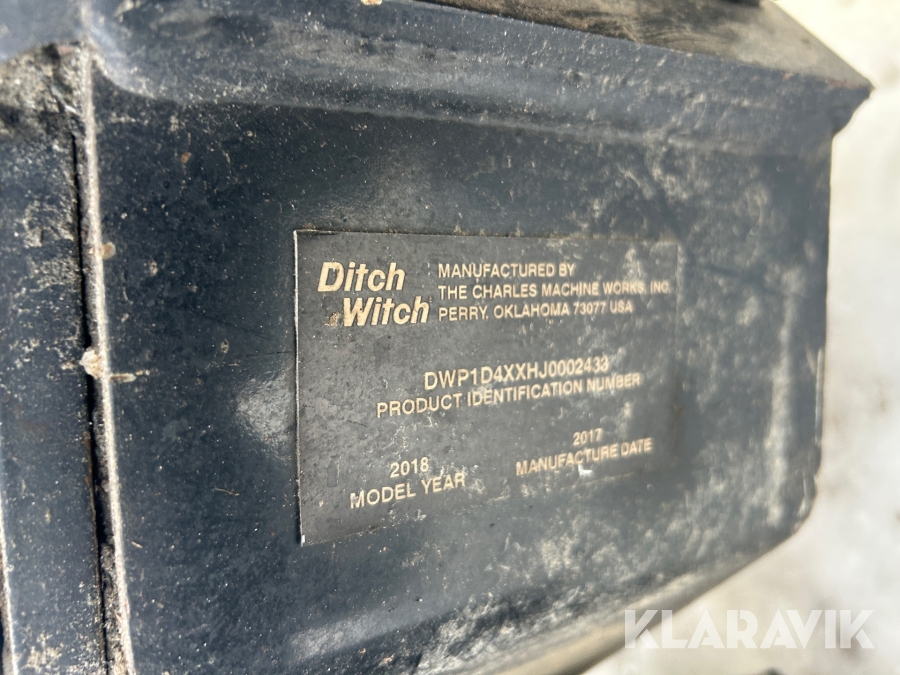 Ditch
Witch
MANUFACTURED BY
THE CHARLES MACHINE WORKS, INC.
PERRY, OKLAHOMA 73077 USA
DWP1D4XXHJ0002433
PRODUCT IDENTIFICATION NUMBER
2018
MODEL YEAR
2017
MANUFACTURE DATE
KLARAVIK